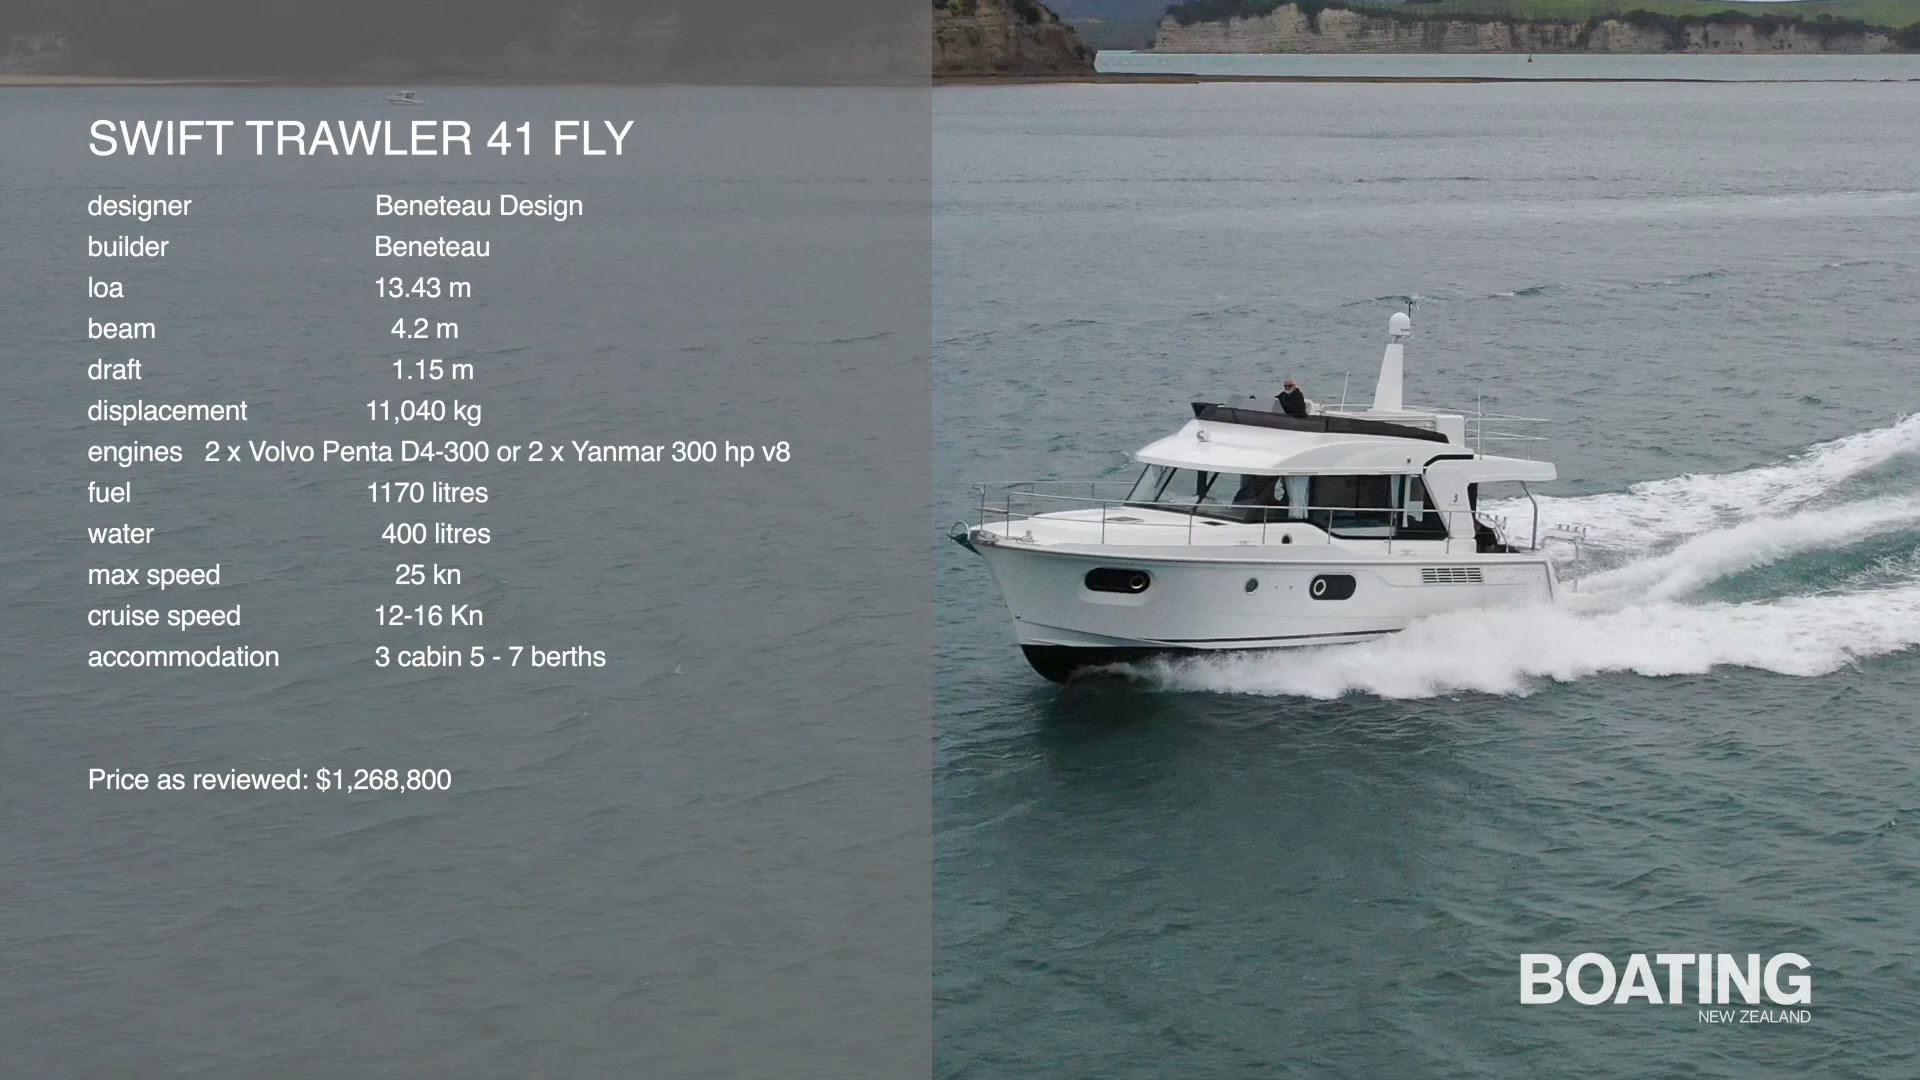 SWIFT TRAWLER 41 FLY
designer Beneteau Design
builder Beneteau
loa 13.43 m
beam 4.2 m
draft 1.15 m
displacement 11,040 kg
engines 2 x Volvo Penta D4-300 or 2 x Yanmar 300 hp v8
fuel 1170 litres
water 400 litres
max speed 25 kn
cruise speed 12-16 Kn
accommodation 3 cabin 5 - 7 berths
Price as reviewed: $1,268,800
BOATING
NEW ZEALAND